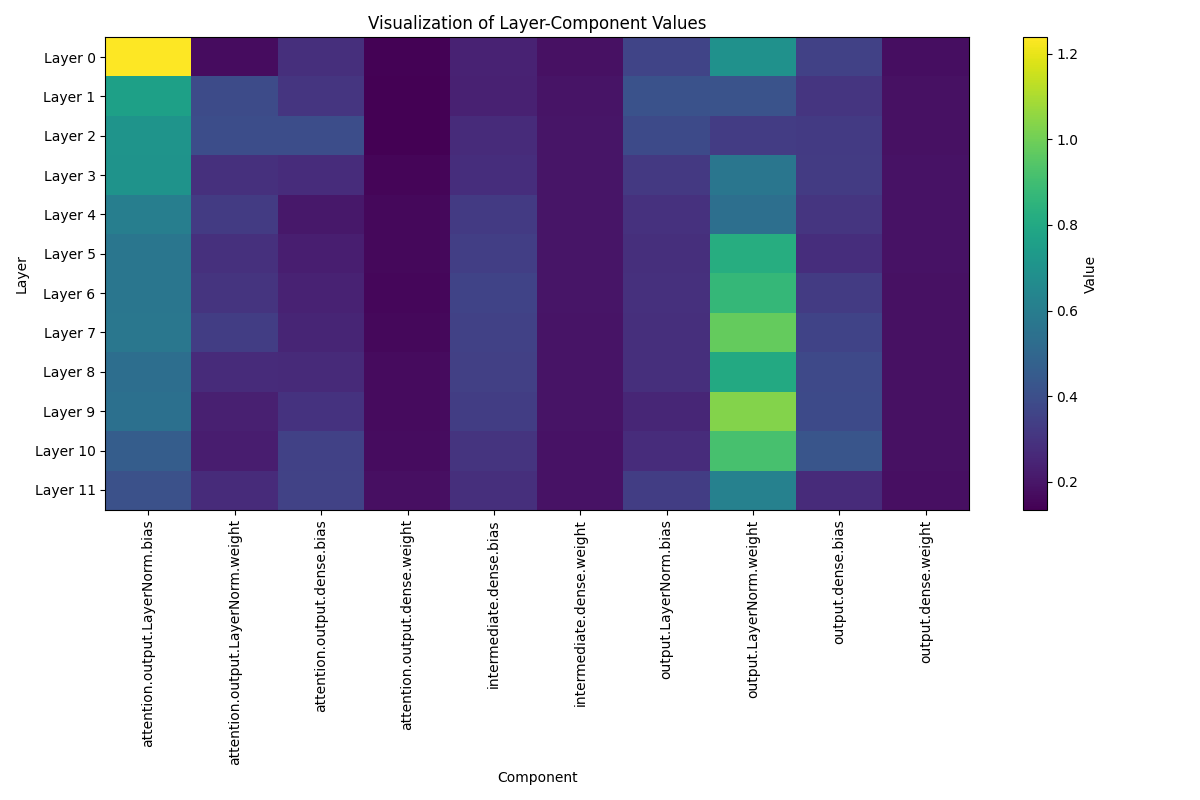 Visualization of Layer-Component Values
Layer
Layer 0
Layer 1
Layer 2
Layer 3
Layer 4
Layer 5
Layer 6
Layer 7
Layer 8
Layer 9
Layer 10
Layer 11
attention.output.LayerNorm.bias
attention.output.LayerNorm.weight
attention.output.dense.bias
attention.output.dense.weight
intermediate.dense.bias
intermediate.dense.weight
output.LayerNorm.bias
output.LayerNorm.weight
output.dense.bias
output.dense.weight
Component
1.2
1.0
0.8
0.6
0.4
0.2
Value